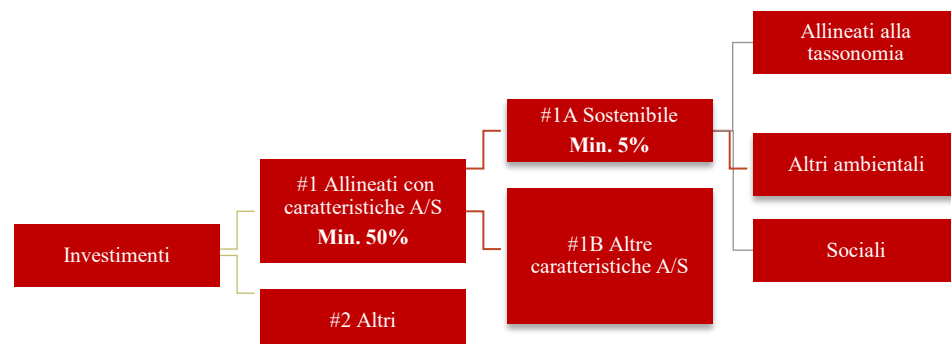 Investimenti
#1 Allineati con
caratteristiche A/S
Min. 50%
#2 Altri
#1A Sostenibile
Min. 5%
#1B Altre
caratteristiche A/S
Allineati alla
tassonomia
Altri ambientali
Sociali